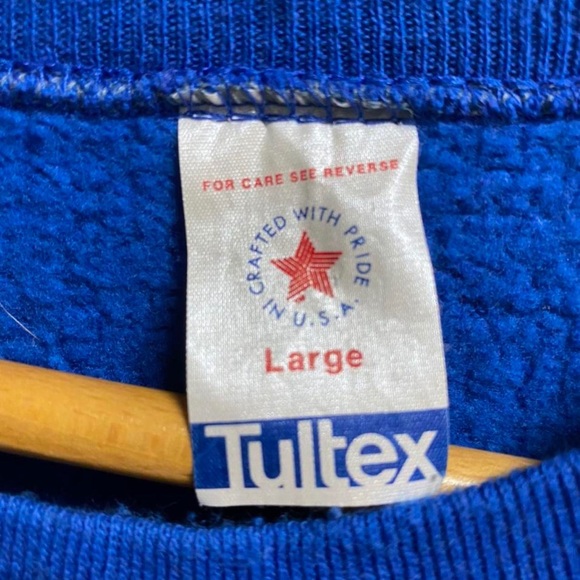 FOR CARE SEE REVERSE
CRAFTED WITH PRIDE
IN U.S.A.
Large
Tultex